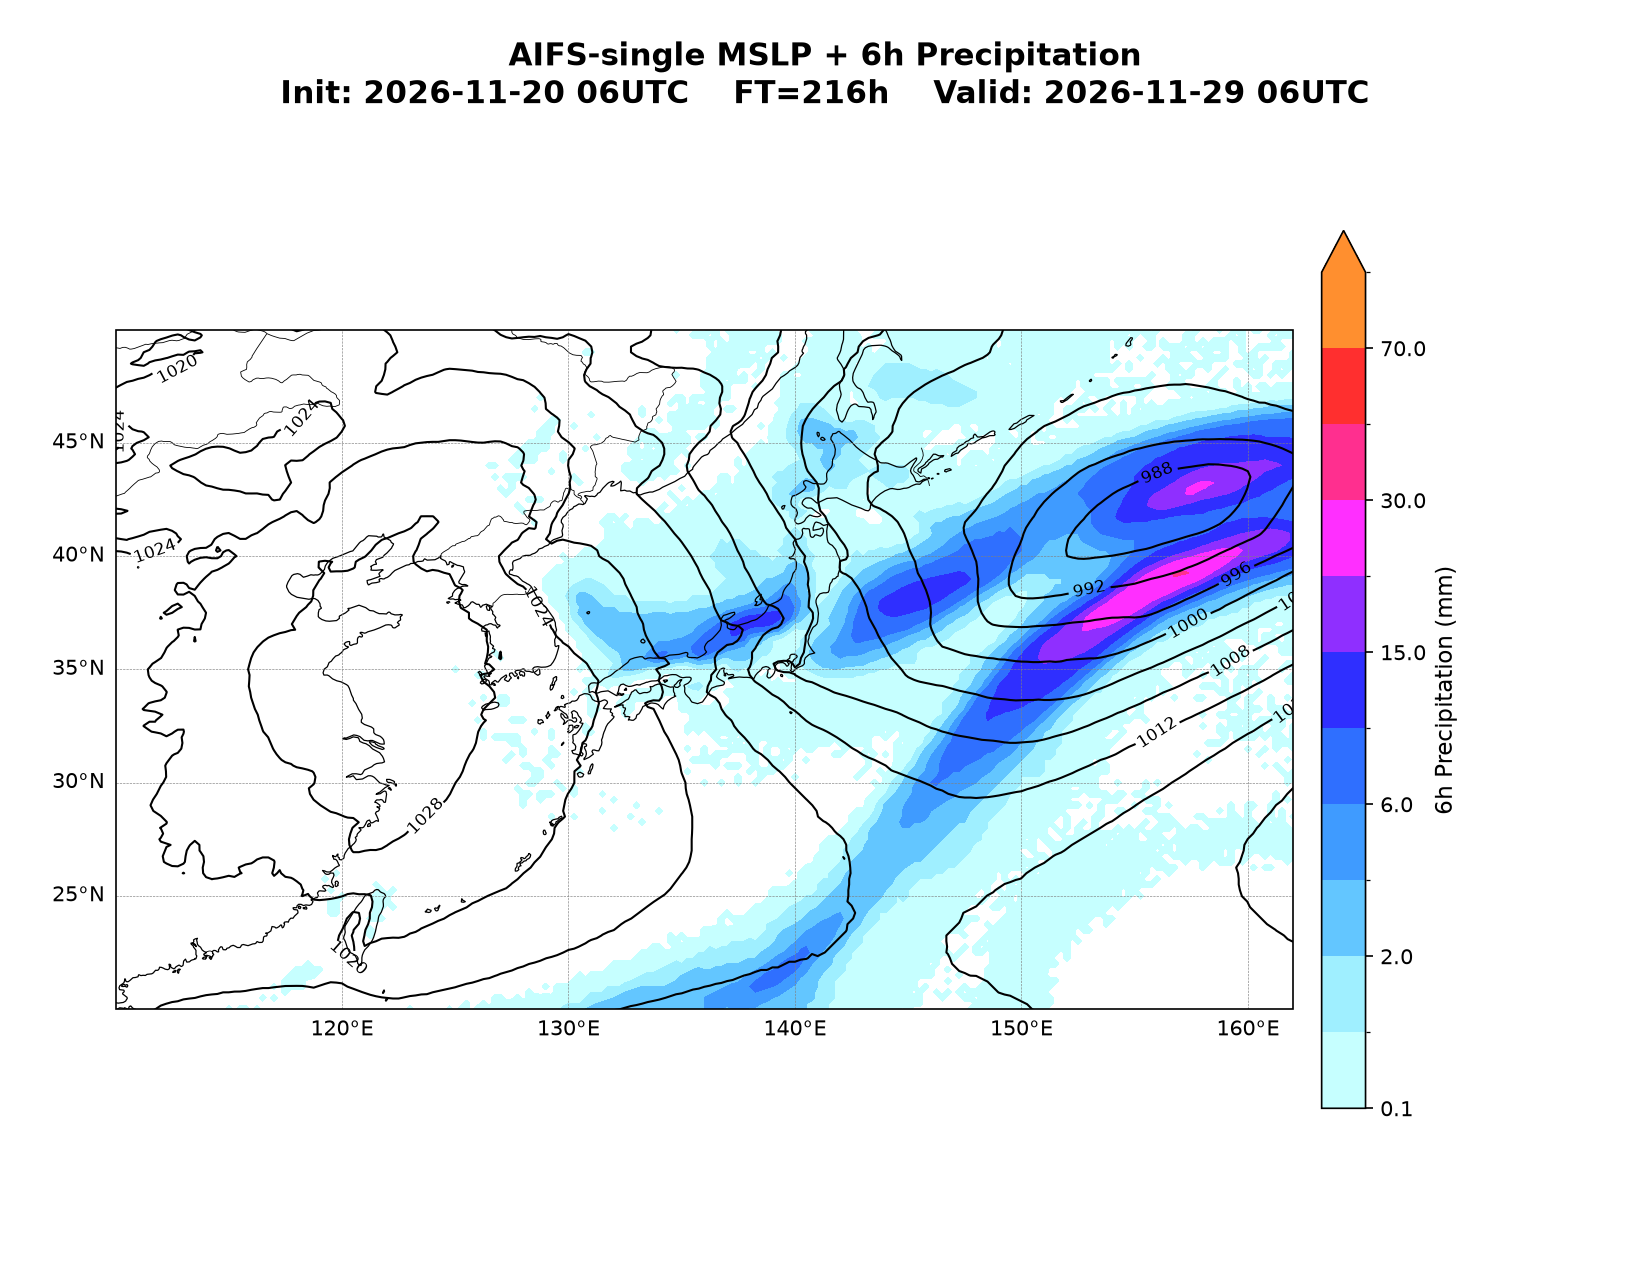 AIFS-single MSLP + 6h Precipitation
Init: 2026-11-20 06UTC    FT=216h    Valid: 2026-11-29 06UTC
70.0
30.0
15.0
6.0
2.0
0.1
6h Precipitation (mm)
45°N
40°N
35°N
30°N
25°N
120°E
130°E
140°E
150°E
160°E
1020
1024
1024
1024
1024
1028
1020
988
992
996
1000
1008
1012
10
10